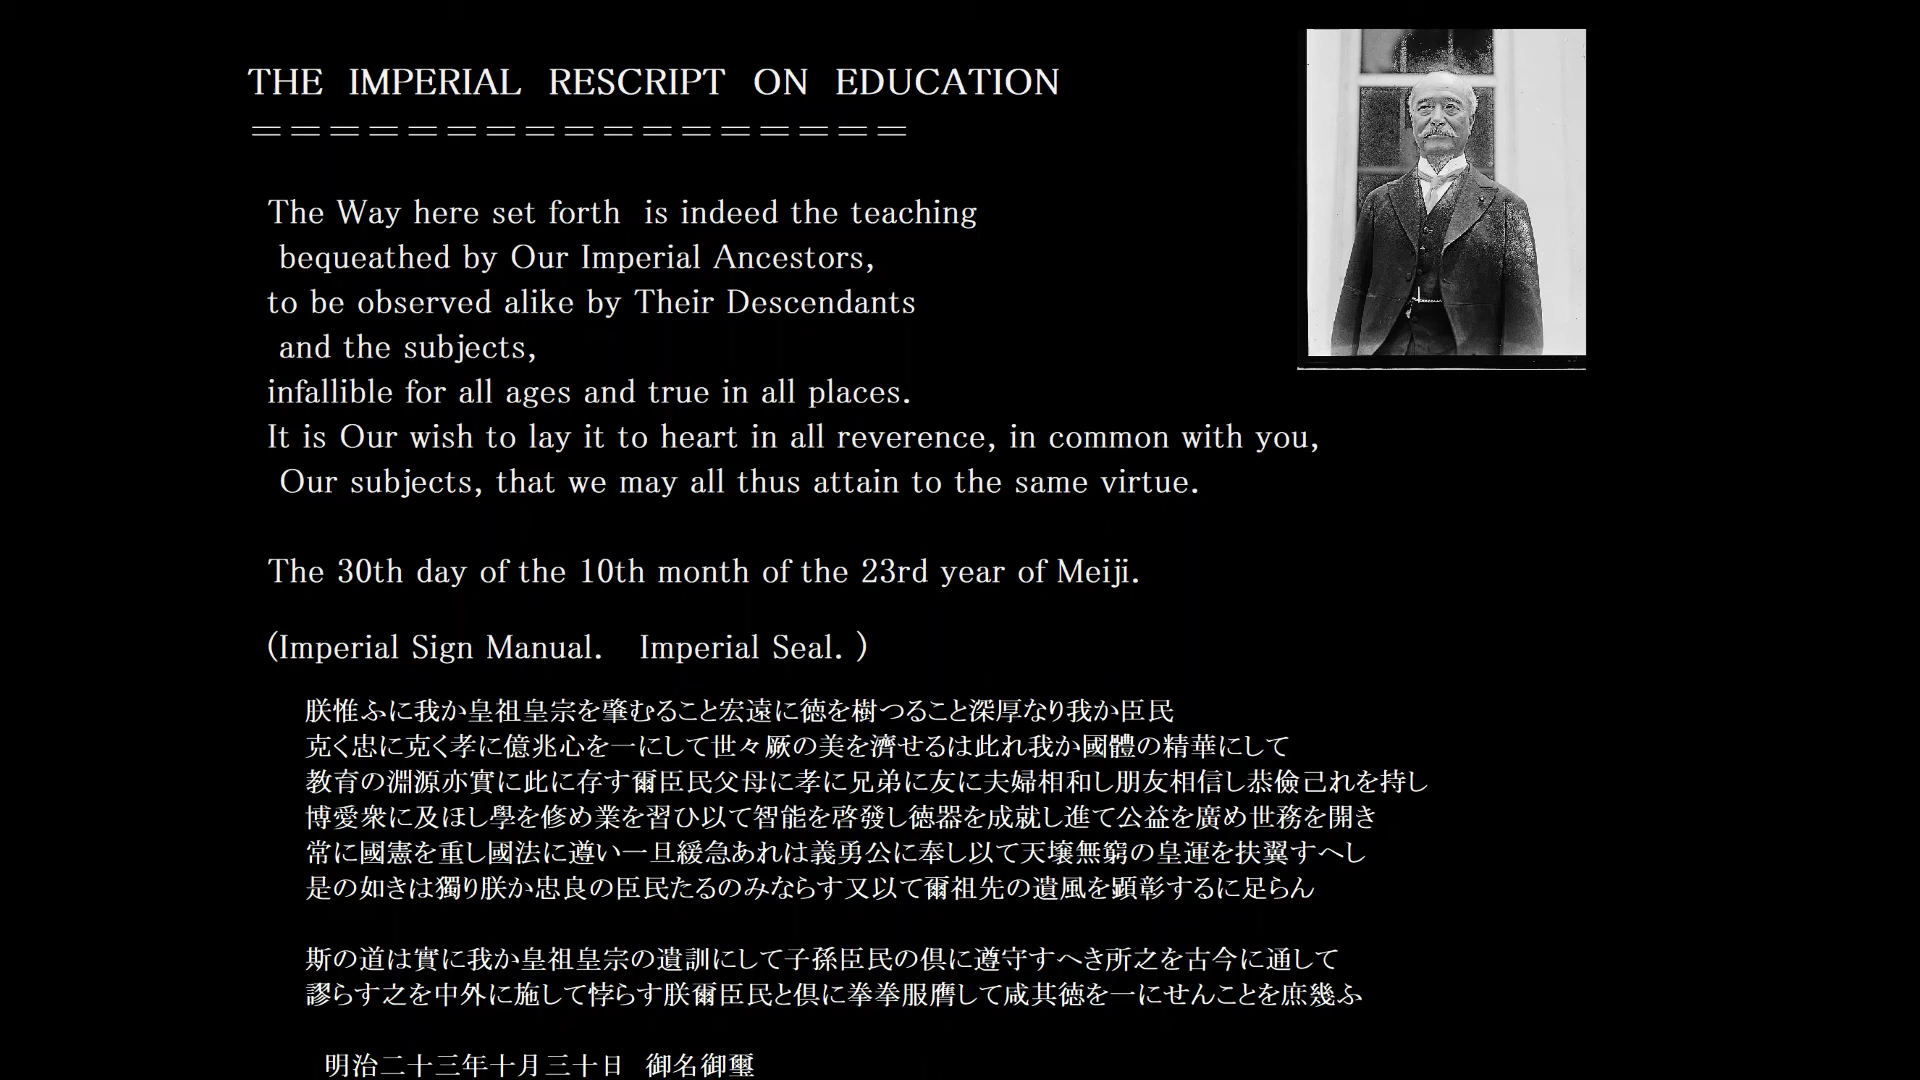 THE IMPERIAL RESCRIPT ON EDUCATION
=================
The Way here set forth is indeed the teaching
bequeathed by Our Imperial Ancestors,
to be observed alike by Their Descendants
and the subjects,
infallible for all ages and true in all places.
It is Our wish to lay it to heart in all reverence, in common with you,
Our subjects, that we may all thus attain to the same virtue.
The 30th day of the 10th month of the 23rd year of Meiji.
(Imperial Sign Manual. Imperial Seal. )
朕惟ふに我か皇祖皇宗を肇むること宏遠に徳を樹つること深厚なり我か臣民
克く忠に克く孝に億兆心を一にして世々厥の美を濟せるは此れ我か國體の精華にして
教育の淵源亦實に此に存す爾臣民父母に孝に兄弟に友に夫婦相和し朋友相信し恭儉己れを持し
博愛衆に及ほし學を修め業を習ひ以て智能を啓發し徳器を成就し進て公益を廣め世務を開き
常に國憲を重し國法に遵い一旦緩急あれは義勇公に奉し以て天壌無窮の皇運を扶翼すへし
是の如きは獨り朕か忠良の臣民たるのみならす又以て爾祖先の遺風を顕彰するに足らん
斯の道は實に我か皇祖皇宗の遺訓にして子孫臣民の倶に遵守すへき所之を古今に通して
謬らす之を中外に施して悖らす朕爾臣民と倶に拳拳服膺して咸其徳を一にせんことを庶幾ふ
明治二十三年十月三十日 御名御璽